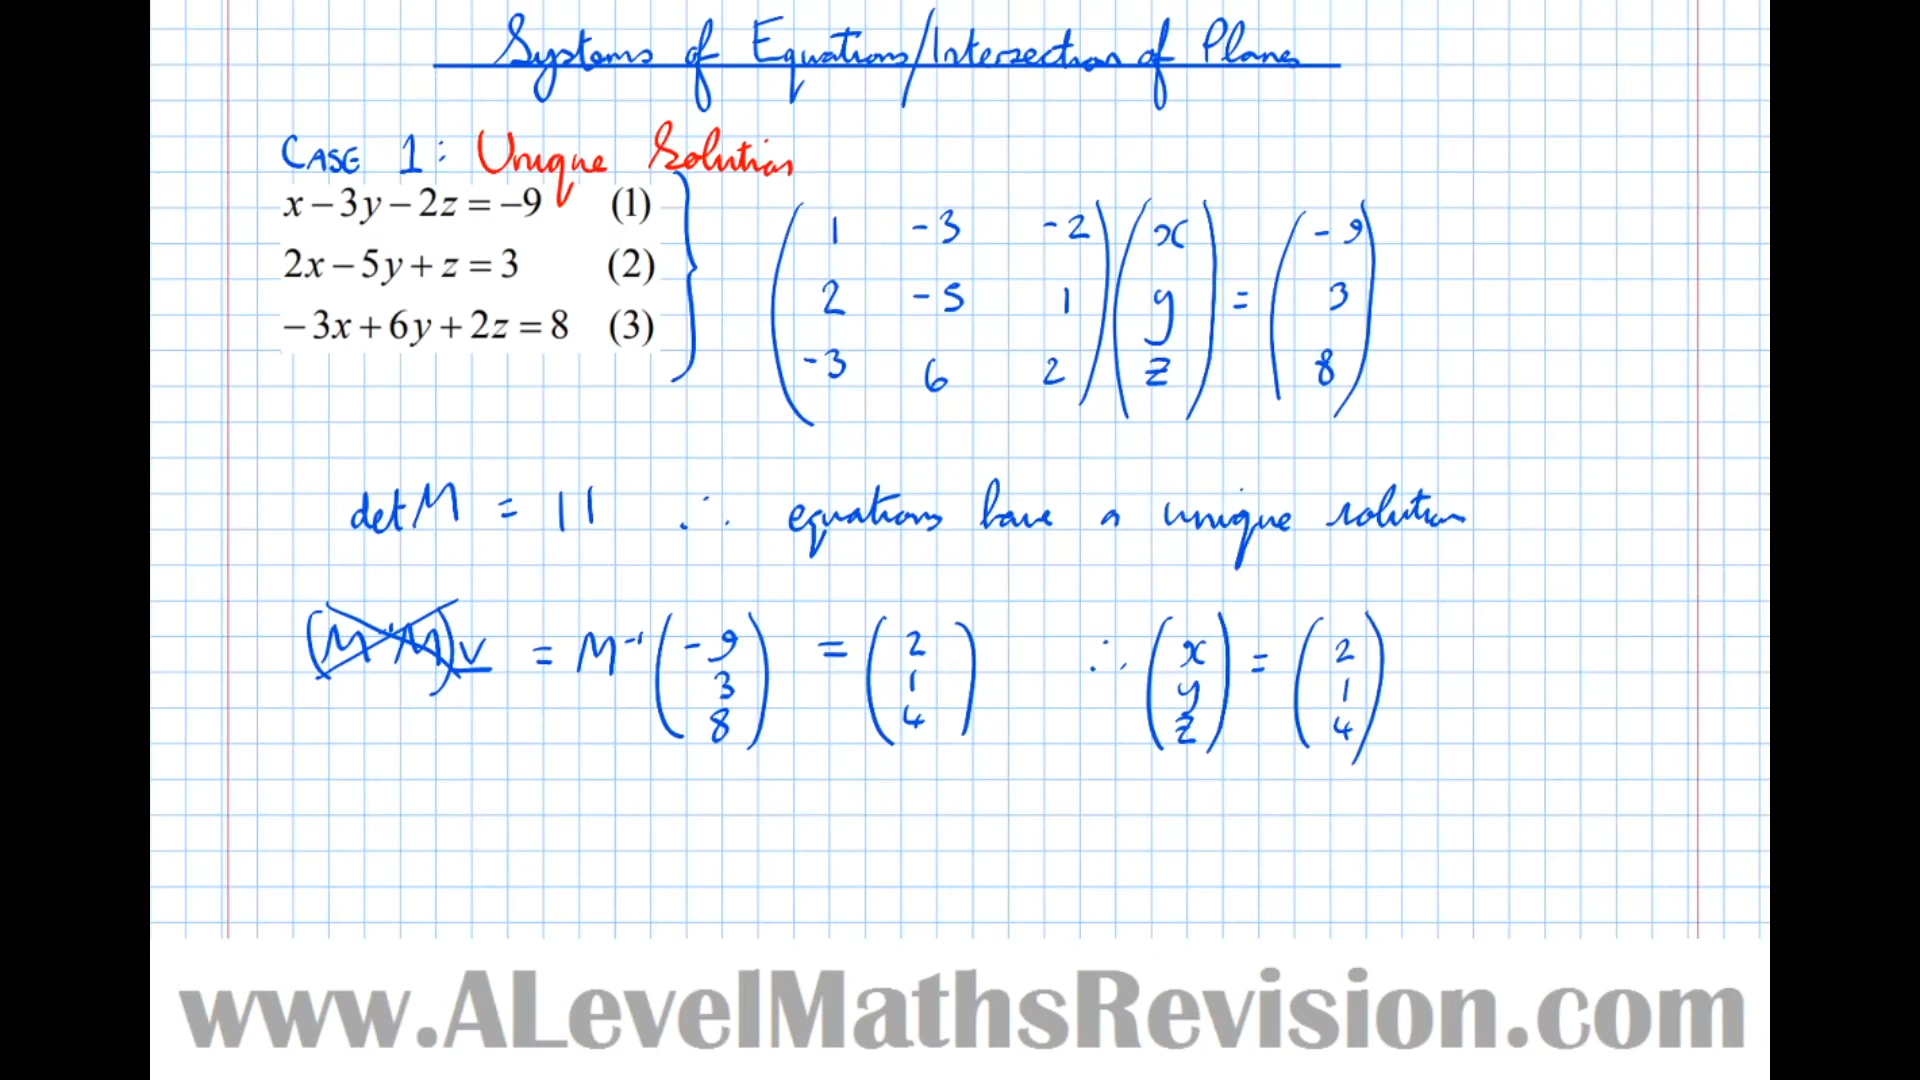 Systems of Equations/Intersection of Planes
CASE 1: Unique Solution
x − 3y − 2z = −9 (1)
2x − 5y + z = 3 (2)
−3x + 6y + 2z = 8 (3)
( 1 -3 -2 ) ( x ) = ( -9 )
( 2 -5 1 ) ( y ) ( 3 )
( -3 6 2 ) ( z ) ( 8 )
det M = 11 ∴ equations have a unique solution
(M⁻¹M)v = M⁻¹ ( -9 ) = ( 2 ) ∴ ( x ) = ( 2 )
( 3 ) ( 1 ) ( y ) ( 1 )
( 8 ) ( 4 ) ( z ) ( 4 )
www.ALevelMathsRevision.com